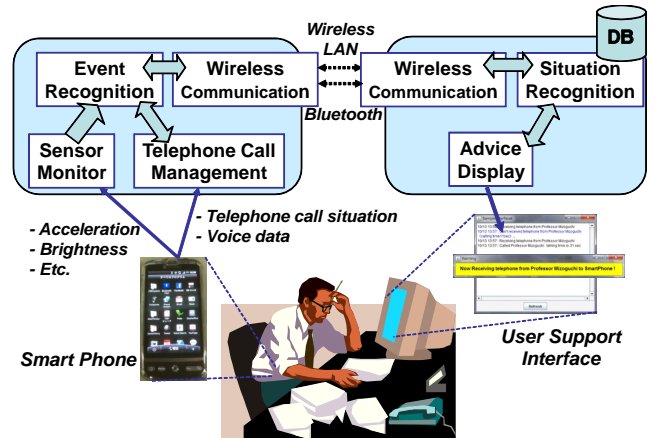 Wireless
LAN
DB
Event
Recognition
Wireless
Communication
Wireless
Communication
Situation
Recognition
Bluetooth
Sensor
Monitor
Telephone Call
Management
Advice
Display
- Acceleration
- Brightness
- Etc.
- Telephone call situation
- Voice data
Now Receiving telephone from Professor Mizoguchi to SmartPhone !
Smart Phone
User Support
Interface